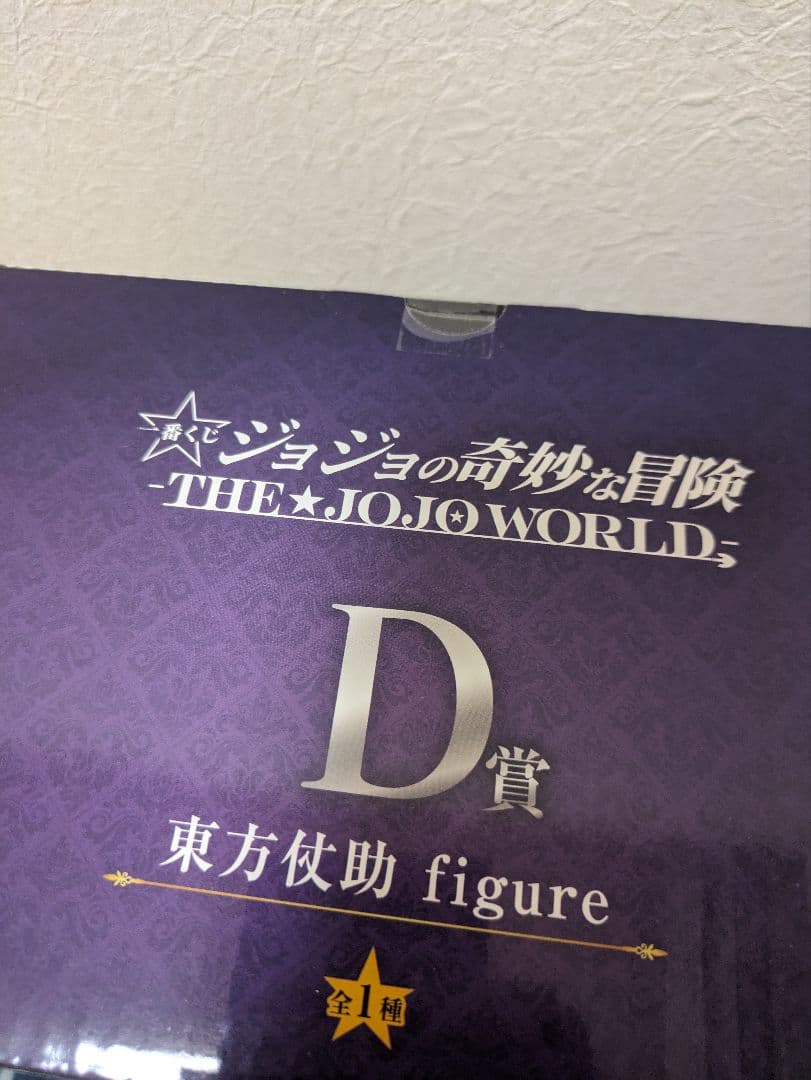 一番くじ ジョジョの奇妙な冒険
-THE★JOJO WORLD-
D賞
東方仗助 figure
全1種